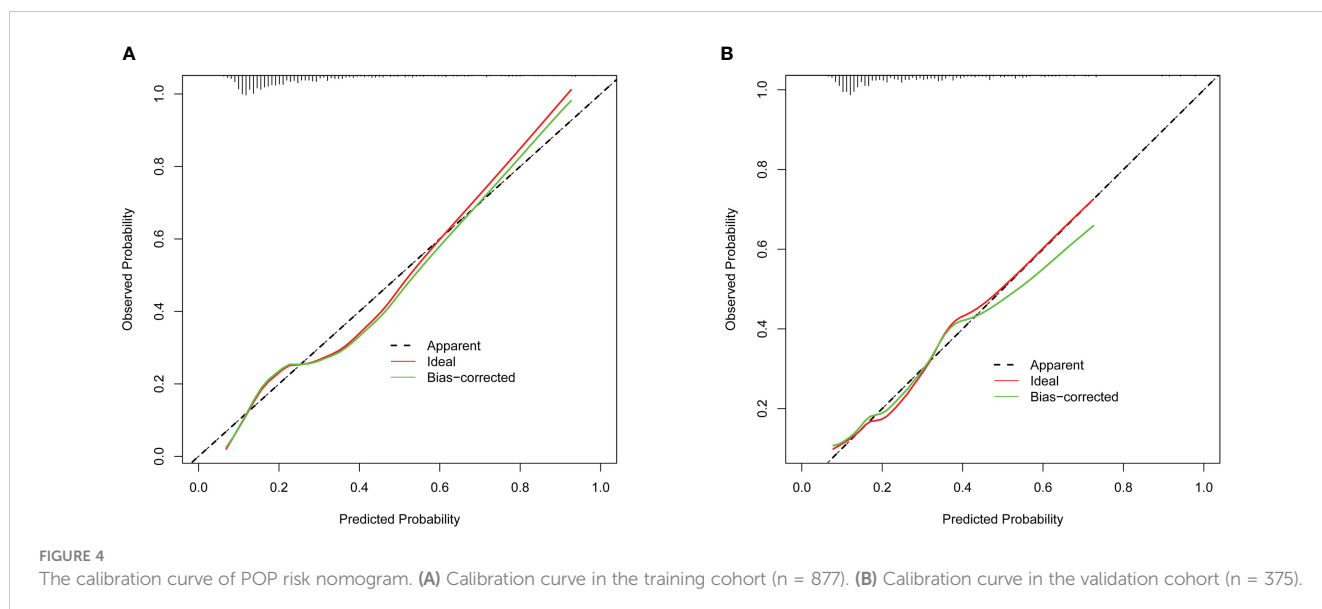 A
1.0
0.8
0.6
0.4
0.2
0.0
Observed Probability
Apparent
Ideal
Bias-corrected
0.0 0.2 0.4 0.6 0.8 1.0
Predicted Probability
B
1.0
0.8
0.6
0.4
0.2
Observed Probability
Apparent
Ideal
Bias-corrected
0.0 0.2 0.4 0.6 0.8 1.0
Predicted Probability
FIGURE 4
The calibration curve of POP risk nomogram. (A) Calibration curve in the training cohort (n = 877). (B) Calibration curve in the validation cohort (n = 375).